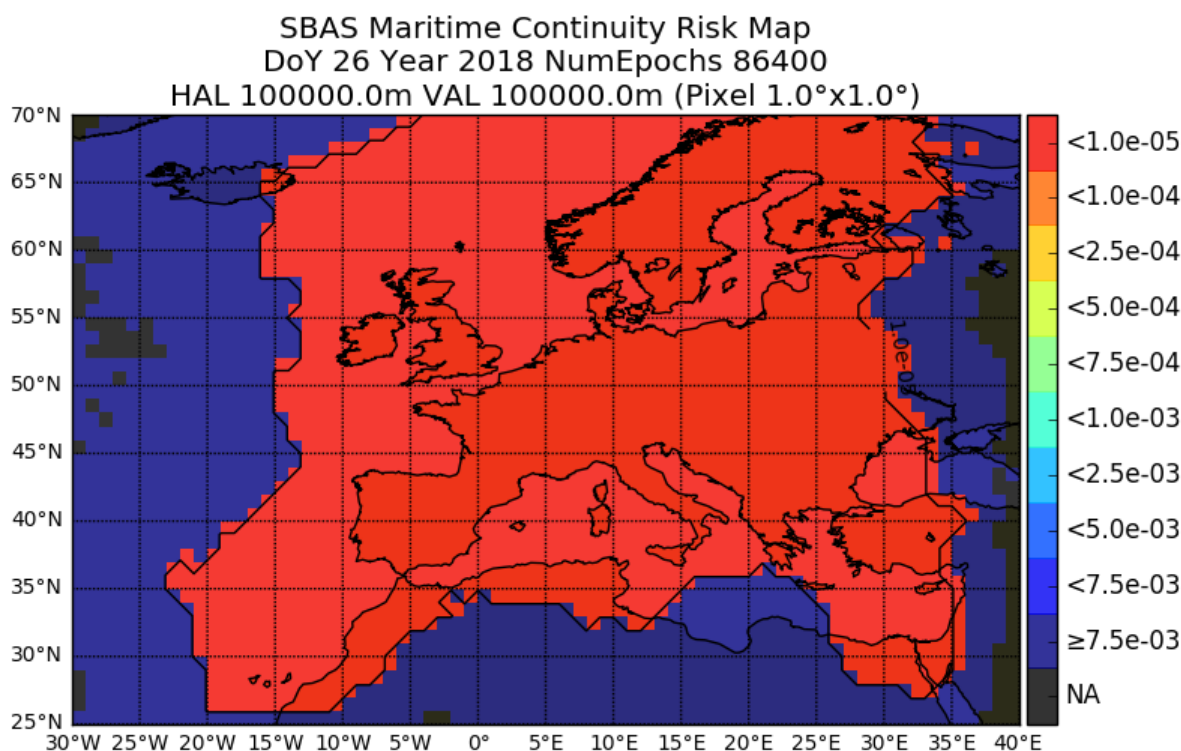 SBAS Maritime Continuity Risk Map
DoY 26 Year 2018 NumEpochs 86400
HAL 100000.0m VAL 100000.0m (Pixel 1.0°x1.0°)
70°N
65°N
60°N
55°N
50°N
45°N
40°N
35°N
30°N
25°N
30°W 25°W 20°W 15°W 10°W 5°W 0° 5°E 10°E 15°E 20°E 25°E 30°E 35°E 40°E
<1.0e-05
<1.0e-04
<2.5e-04
<5.0e-04
<7.5e-04
<1.0e-03
<2.5e-03
<5.0e-03
<7.5e-03
≥7.5e-03
NA